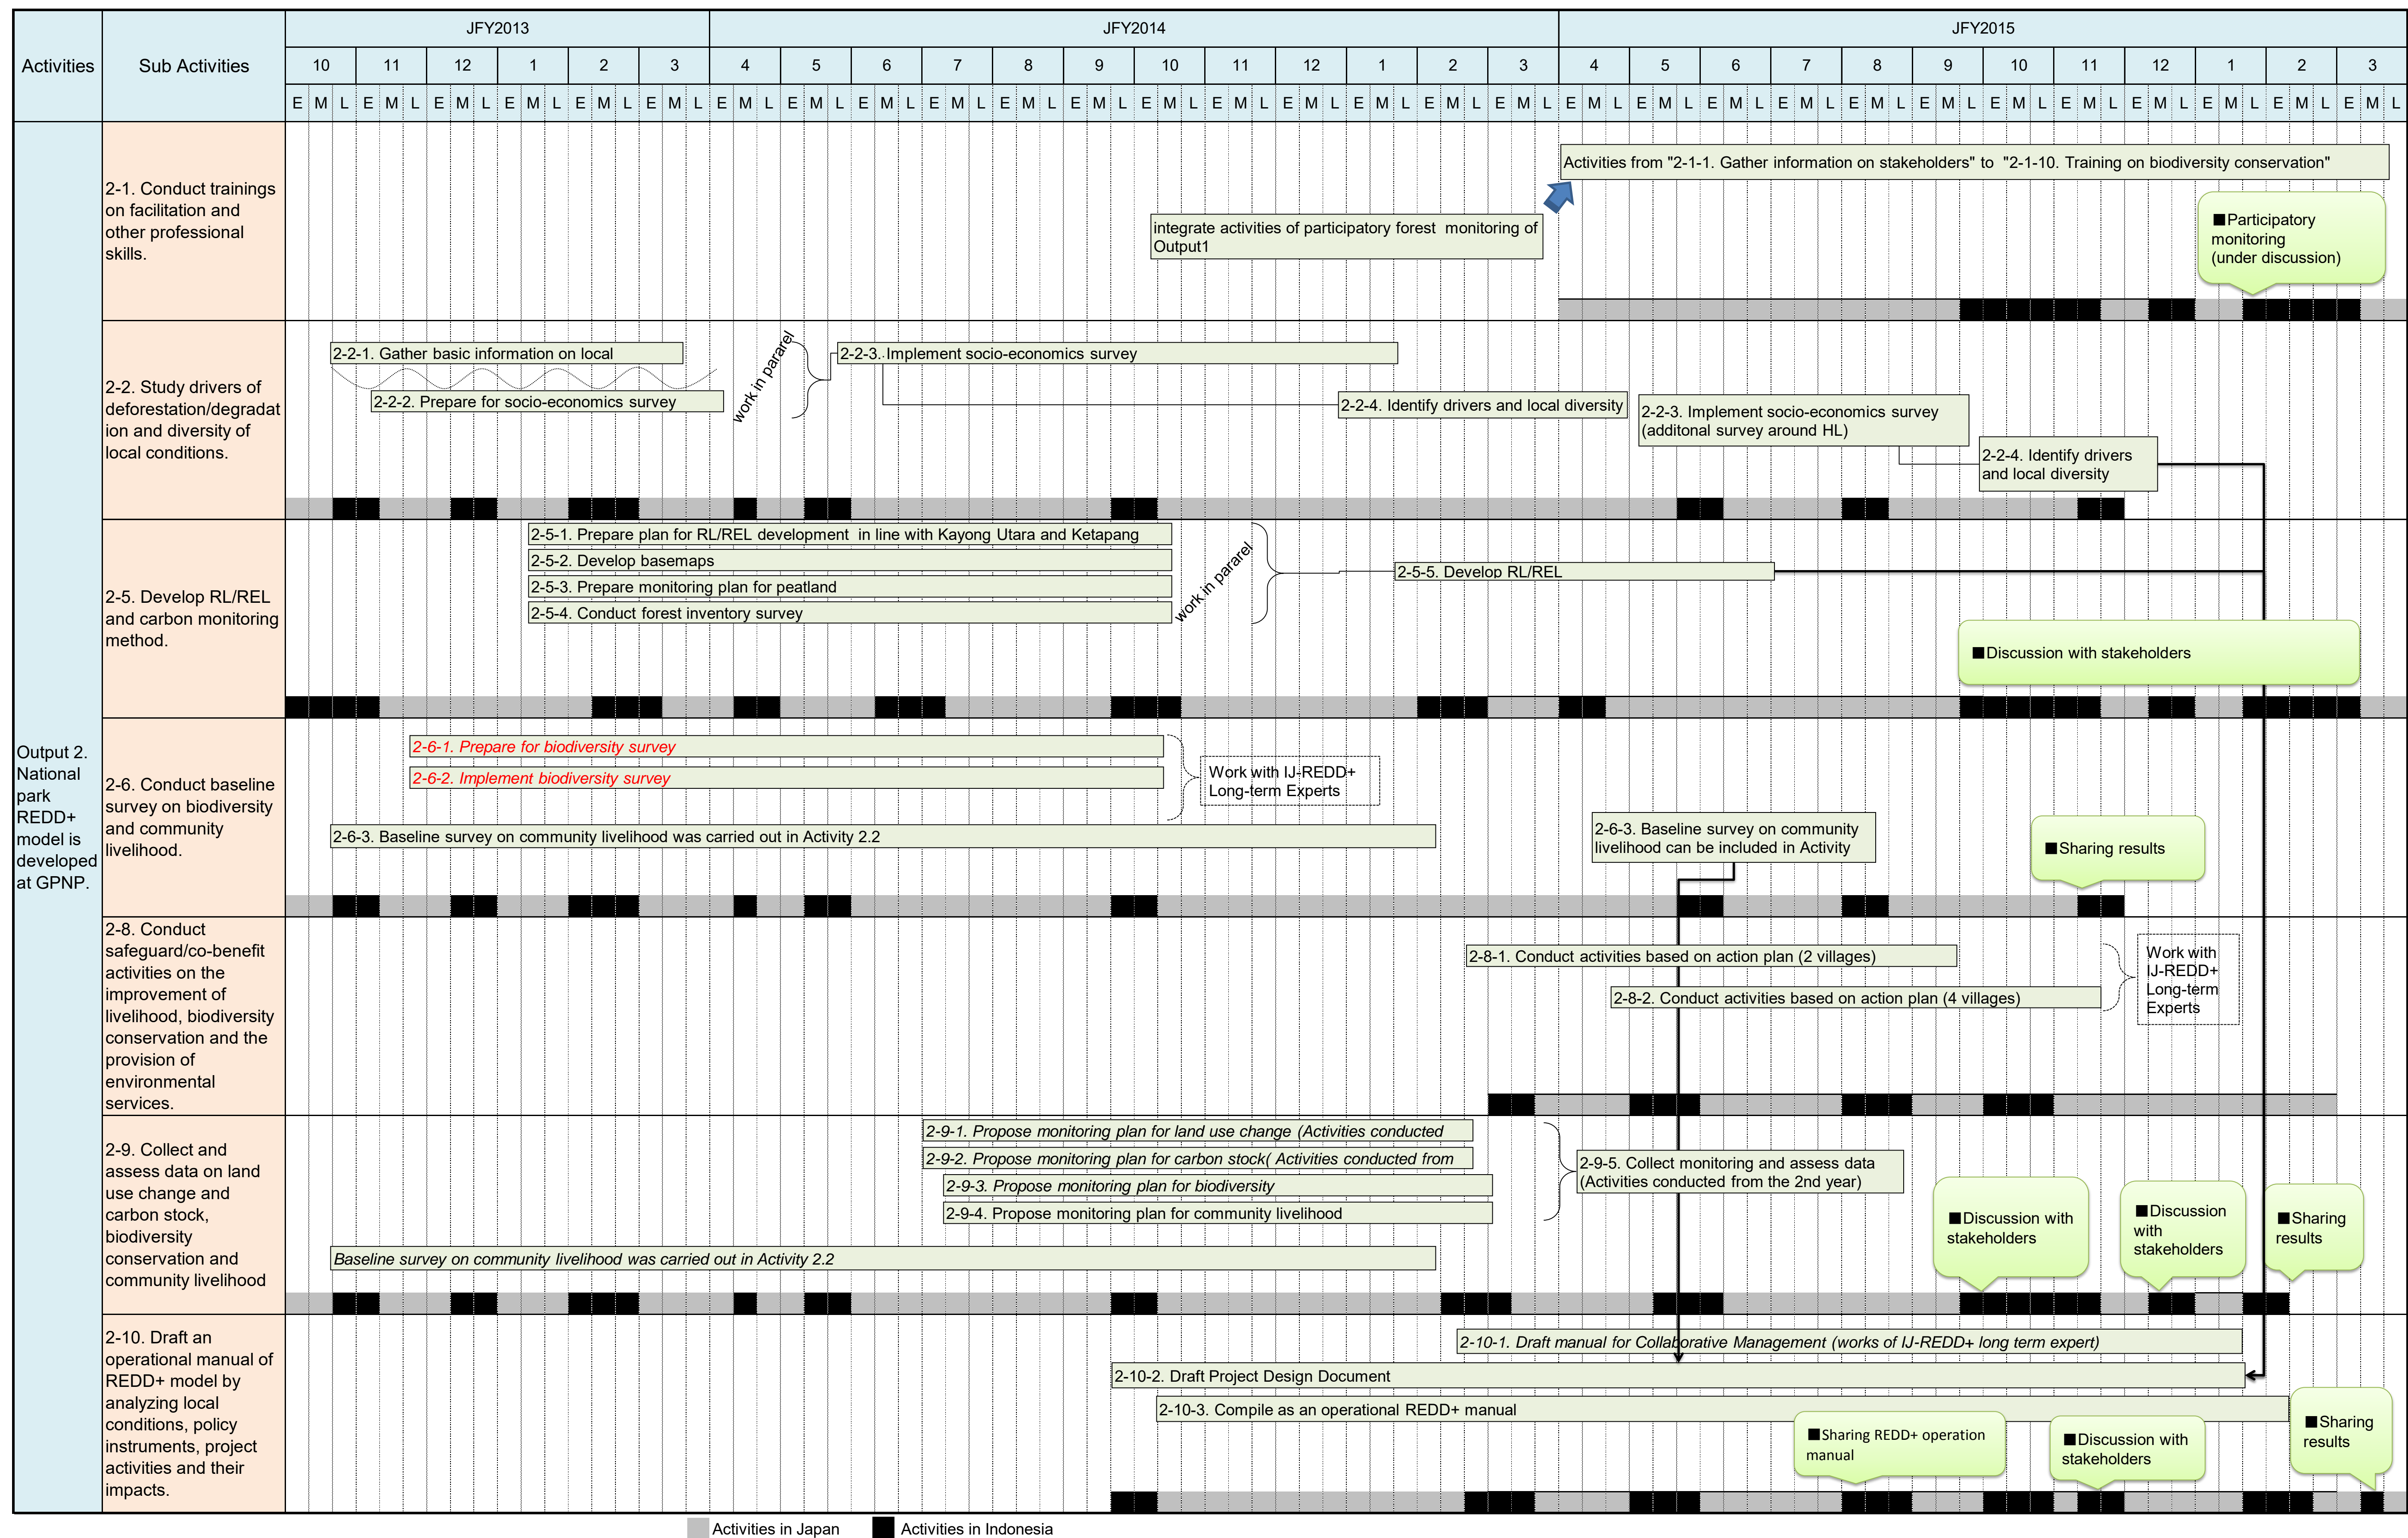 Activities
Sub Activities
JFY2013
JFY2014
JFY2015
10 11 12 1 2 3 4 5 6 7 8 9 10 11 12 1 2 3 4 5 6 7 8 9 10 11 12 1 2 3
E M L E M L E M L E M L E M L E M L E M L E M L E M L E M L E M L E M L E M L E M L E M L E M L E M L E M L E M L E M L E M L E M L E M L E M L E M L E M L E M L E M L E M L E M L
Output 2.
National
park
REDD+
model is
developed
at GPNP.
2-1. Conduct trainings
on facilitation and
other professional
skills.
Activities from "2-1-1. Gather information on stakeholders" to "2-1-10. Training on biodiversity conservation"
integrate activities of participatory forest monitoring of
Output1
■Participatory
monitoring
(under discussion)
2-2. Study drivers of
deforestation/degradat
ion and diversity of
local conditions.
2-2-1. Gather basic information on local
2-2-2. Prepare for socio-economics survey
work in pararel
2-2-3. Implement socio-economics survey
2-2-4. Identify drivers and local diversity
2-2-3. Implement socio-economics survey
(additonal survey around HL)
2-2-4. Identify drivers
and local diversity
2-5. Develop RL/REL
and carbon monitoring
method.
2-5-1. Prepare plan for RL/REL development in line with Kayong Utara and Ketapang
2-5-2. Develop basemaps
2-5-3. Prepare monitoring plan for peatland
2-5-4. Conduct forest inventory survey
work in pararel
2-5-5. Develop RL/REL
■Discussion with stakeholders
2-6. Conduct baseline
survey on biodiversity
and community
livelihood.
2-6-1. Prepare for biodiversity survey
2-6-2. Implement biodiversity survey
Work with IJ-REDD+
Long-term Experts
2-6-3. Baseline survey on community livelihood was carried out in Activity 2.2
2-6-3. Baseline survey on community
livelihood can be included in Activity
■Sharing results
2-8. Conduct
safeguard/co-benefit
activities on the
improvement of
livelihood, biodiversity
conservation and the
provision of
environmental
services.
2-8-1. Conduct activities based on action plan (2 villages)
2-8-2. Conduct activities based on action plan (4 villages)
Work with
IJ-REDD+
Long-term
Experts
2-9. Collect and
assess data on land
use change and
carbon stock,
biodiversity
conservation and
community livelihood
2-9-1. Propose monitoring plan for land use change (Activities conducted
2-9-2. Propose monitoring plan for carbon stock( Activities conducted from
2-9-3. Propose monitoring plan for biodiversity
2-9-4. Propose monitoring plan for community livelihood
Baseline survey on community livelihood was carried out in Activity 2.2
2-9-5. Collect monitoring and assess data
(Activities conducted from the 2nd year)
■Discussion with
stakeholders
■Discussion
with
stakeholders
■Sharing
results
2-10. Draft an
operational manual of
REDD+ model by
analyzing local
conditions, policy
instruments, project
activities and their
impacts.
2-10-1. Draft manual for Collaborative Management (works of IJ-REDD+ long term expert)
2-10-2. Draft Project Design Document
2-10-3. Compile as an operational REDD+ manual
■Sharing REDD+ operation
manual
■Discussion with
stakeholders
■Sharing
results
Activities in Japan
Activities in Indonesia